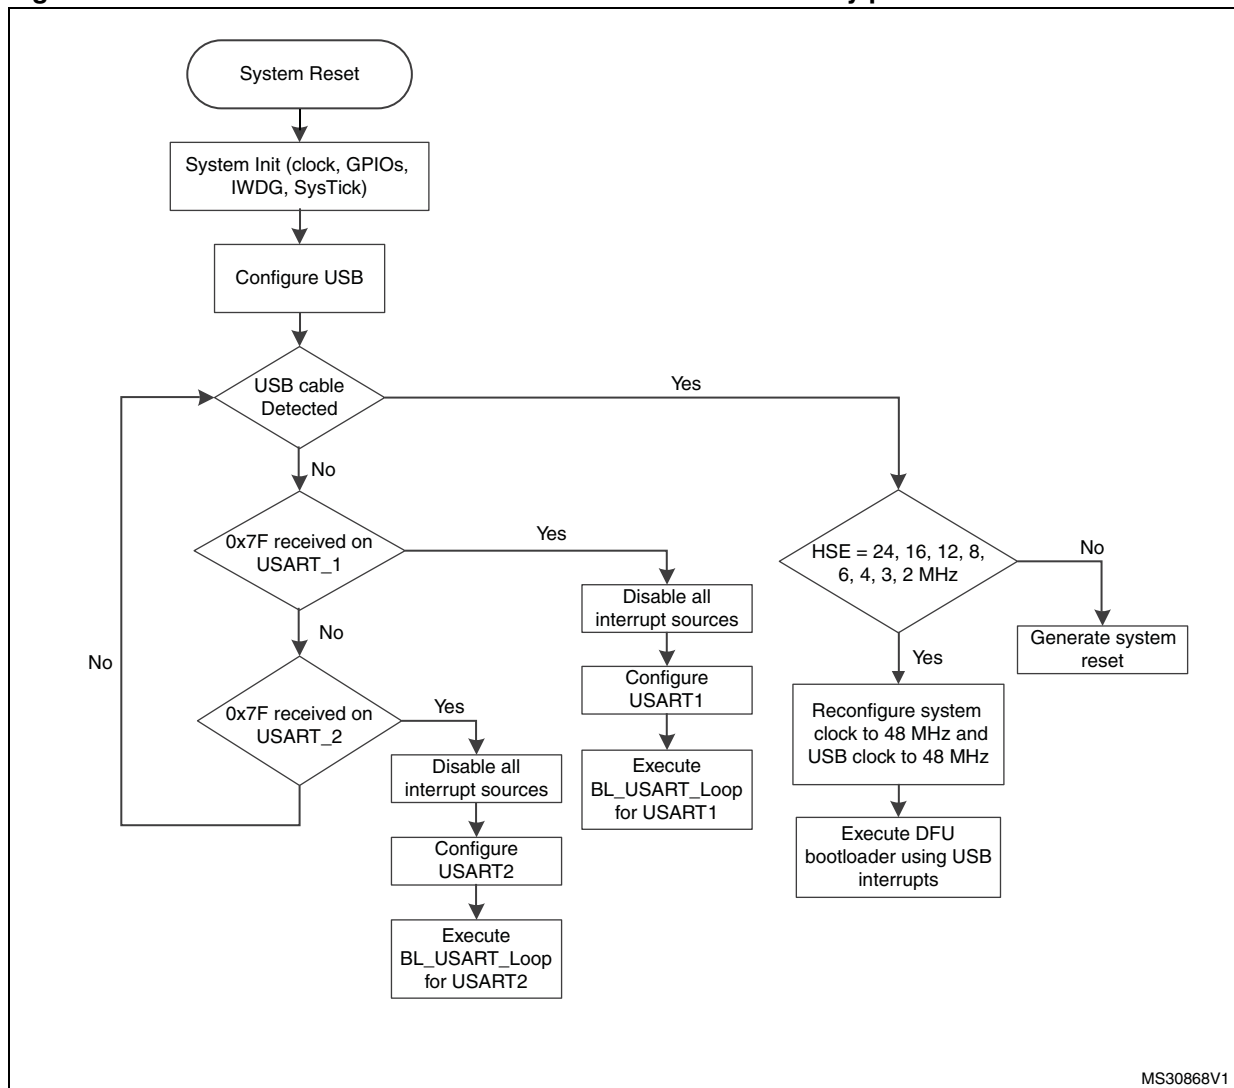 System Reset
System Init (clock, GPIOs,
IWDG, SysTick)
Configure USB
USB cable
Detected
Yes
No
0x7F received on
USART_1
Yes
HSE = 24, 16, 12, 8,
6, 4, 3, 2 MHz
No
Disable all
interrupt sources
Generate system
reset
No
No
Yes
Configure
USART1
0x7F received on
USART_2
Yes
Reconfigure system
clock to 48 MHz and
USB clock to 48 MHz
Disable all
interrupt sources
Execute
BL_USART_Loop
for USART1
Configure
USART2
Execute DFU
bootloader using USB
interrupts
Execute
BL_USART_Loop
for USART2
MS30868V1